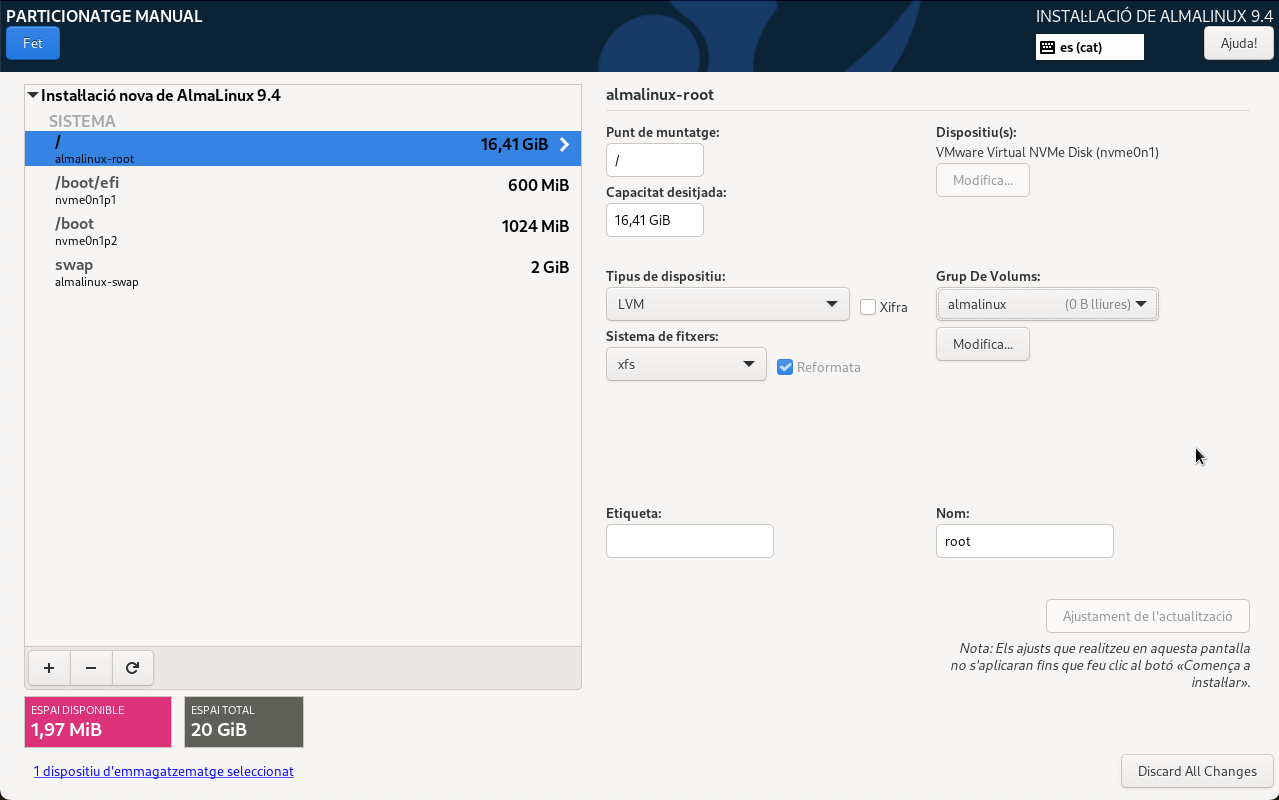 PARTICIONATGE MANUAL
Fet
INSTAL·LACIÓ DE ALMALINUX 9.4
es (cat)
Ajuda!
Instal·lació nova de AlmaLinux 9.4
SISTEMA
/ 16,41 GiB
almalinux-root
/boot/efi 600 MiB
nvme0n1p1
/boot 1024 MiB
nvme0n1p2
swap 2 GiB
almalinux-swap
ESPAI DISPONIBLE
1,97 MiB
ESPAI TOTAL
20 GiB
1 dispositiu d'emmagatzematge seleccionat
almalinux-root
Punt de muntatge:
/
Capacitat desitjada:
16,41 GiB
Dispositiu(s):
VMware Virtual NVMe Disk (nvme0n1)
Modifica...
Tipus de dispositiu:
LVM
Xifra
Grup De Volums:
almalinux (0 B lliures)
Modifica...
Sistema de fitxers:
xfs
Reformata
Etiqueta:
Nom:
root
Ajustament de l'actualització
Nota: Els ajusts que realitzeu en aquesta pantalla
no s'aplicaran fins que feu clic al botó «Comença a
instal·lar».
Discard All Changes